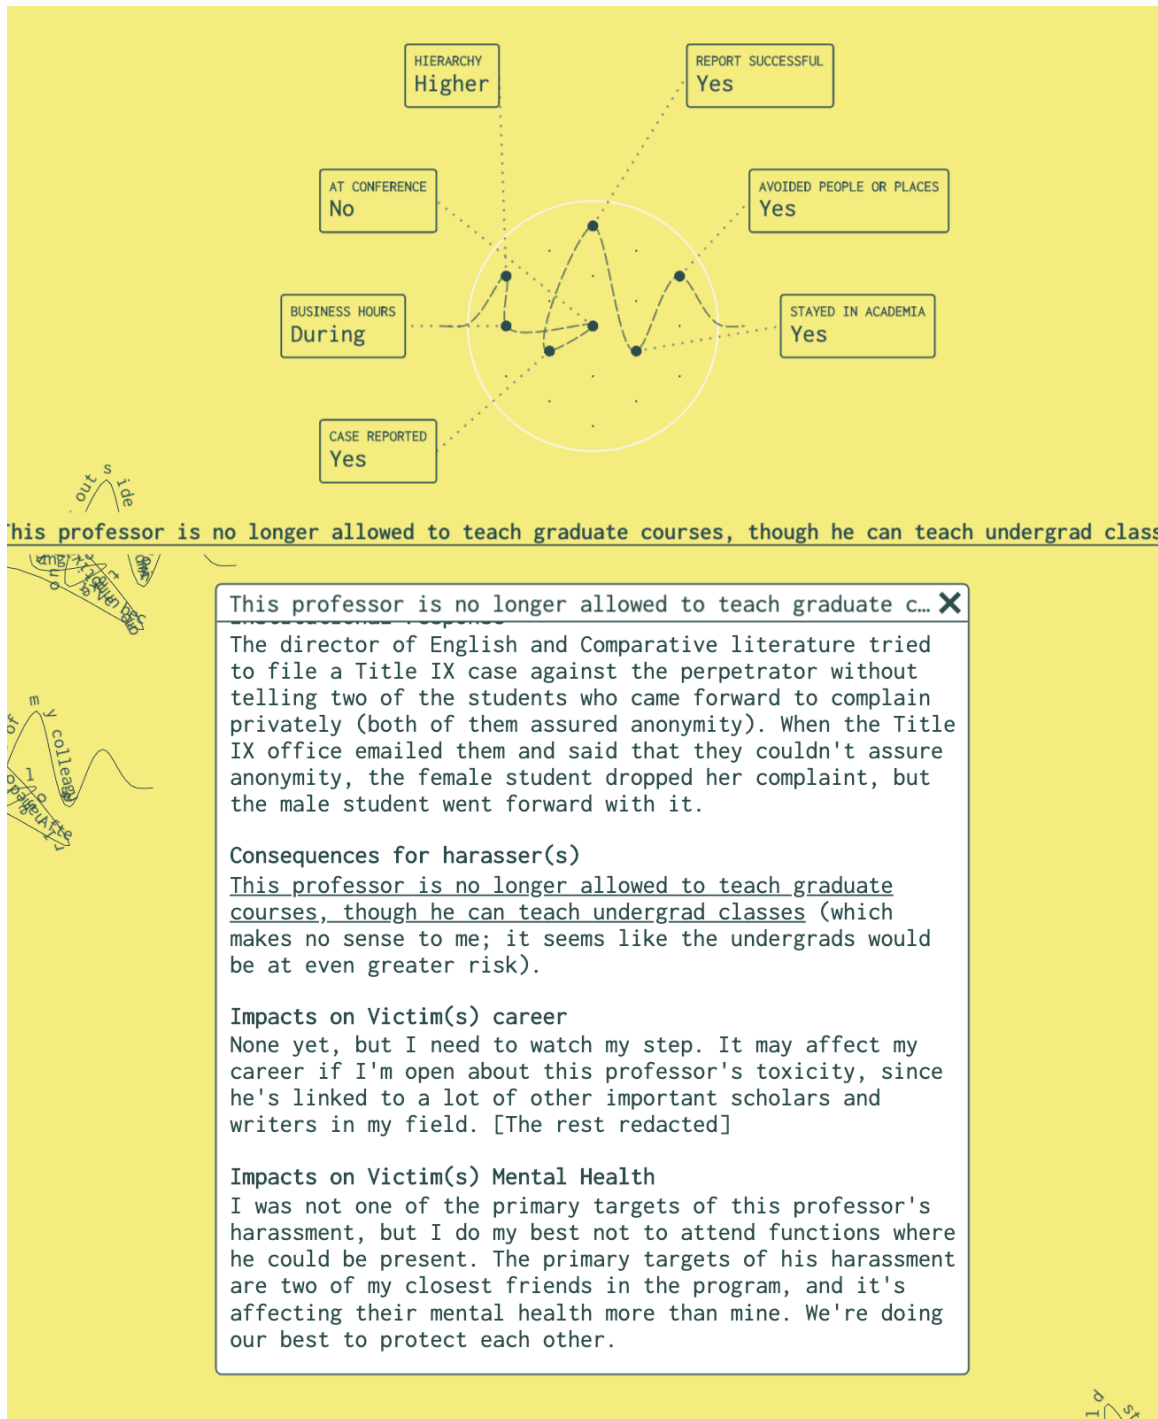 HIERARCHY
Higher
REPORT SUCCESSFUL
Yes
AT CONFERENCE
No
AVOIDED PEOPLE OR PLACES
Yes
BUSINESS HOURS
During
STAYED IN ACADEMIA
Yes
CASE REPORTED
Yes
out s ide
This professor is no longer allowed to teach graduate courses, though he can teach undergrad class
This professor is no longer allowed to teach graduate c…
Institutional response
The director of English and Comparative literature tried
to file a Title IX case against the perpetrator without
telling two of the students who came forward to complain
privately (both of them assured anonymity). When the Title
IX office emailed them and said that they couldn't assure
anonymity, the female student dropped her complaint, but
the male student went forward with it.
Consequences for harasser(s)
This professor is no longer allowed to teach graduate
courses, though he can teach undergrad classes (which
makes no sense to me; it seems like the undergrads would
be at even greater risk).
Impacts on Victim(s) career
None yet, but I need to watch my step. It may affect my
career if I'm open about this professor's toxicity, since
he's linked to a lot of other important scholars and
writers in my field. [The rest redacted]
Impacts on Victim(s) Mental Health
I was not one of the primary targets of this professor's
harassment, but I do my best not to attend functions where
he could be present. The primary targets of his harassment
are two of my closest friends in the program, and it's
affecting their mental health more than mine. We're doing
our best to protect each other.
of my colleag